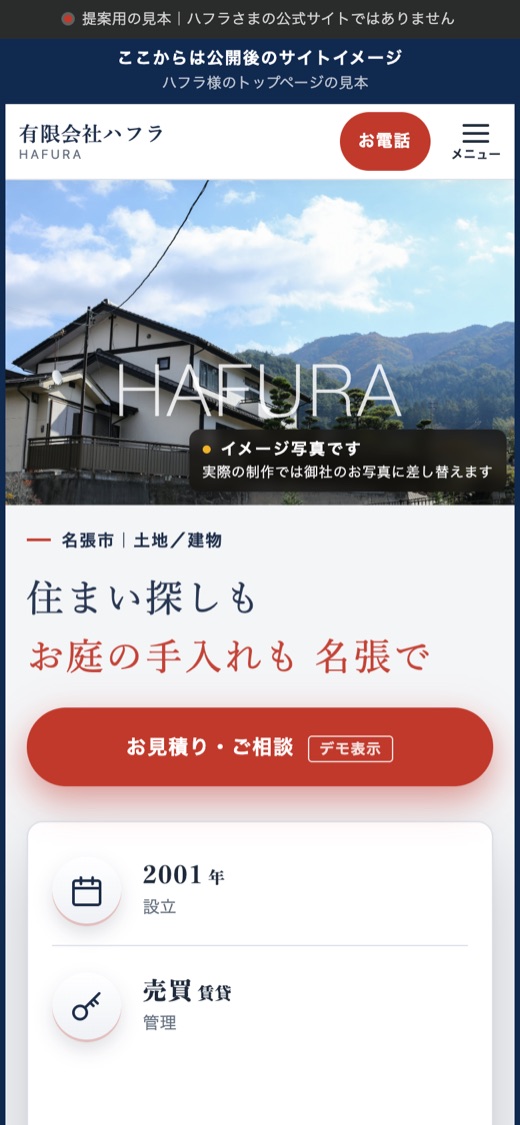 提案用の見本｜ハフラさまの公式サイトではありません
ここからは公開後のサイトイメージ
ハフラ様のトップページの見本
有限会社ハフラ
HAFURA
お電話
メニュー
HAFURA
イメージ写真です
実際の制作では御社のお写真に差し替えます
名張市｜土地／建物
住まい探しも
お庭の手入れも 名張で
お見積り・ご相談 デモ表示
2001 年
設立
売買 賃貸
管理